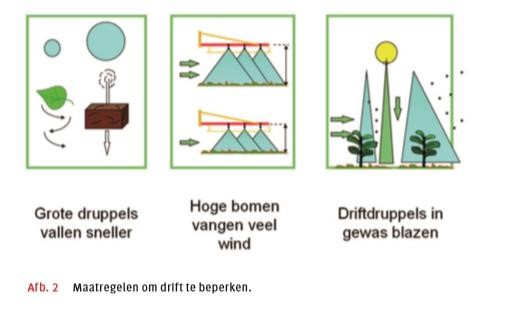 Grote druppels
vallen sneller
Hoge bomen
vangen veel
wind
Driftdruppels in
gewas blazen
Afb. 2 Maatregelen om drift te beperken.